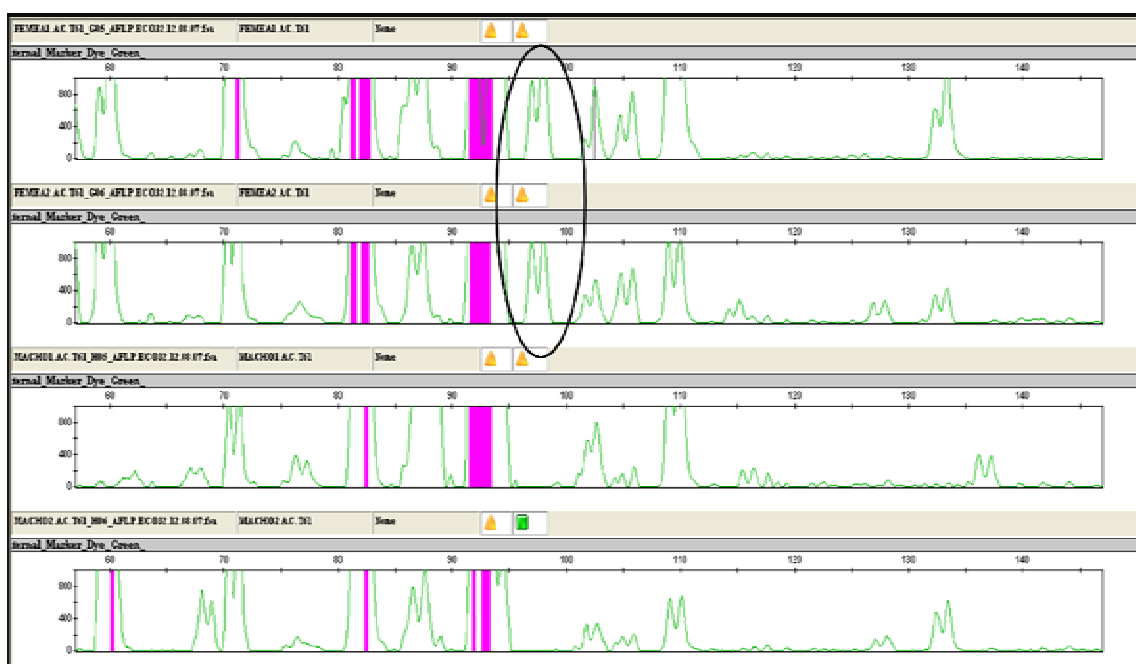 FEMEA1.AC.T61_G05_AFLP.ECO32.12.08.07.fsa FEMEA1.AC.T61 None
ternal_Marker_Dye_Green_
60 70 80 90 100 110 120 130 140
800
400
0
FEMEA2.AC.T61_G06_AFLP.ECO32.12.08.07.fsa FEMEA2.AC.T61 None
ternal_Marker_Dye_Green_
60 70 80 90 100 110 120 130 140
800
400
0
MACHO1.AC.T61_H05_AFLP.ECO32.12.08.07.fsa MACHO1.AC.T61 None
ternal_Marker_Dye_Green_
60 70 80 90 100 110 120 130 140
800
400
0
MACHO2.AC.T61_H06_AFLP.ECO32.12.08.07.fsa MACHO2.AC.T61 None
ternal_Marker_Dye_Green_
60 70 80 90 100 110 120 130 140
800
400
0